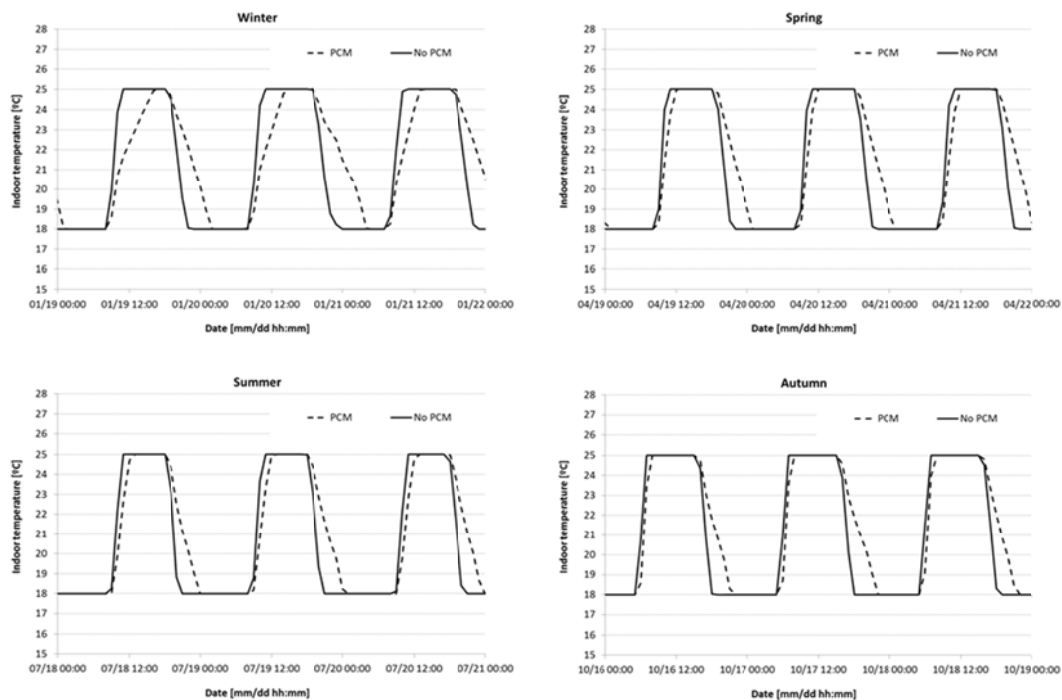 Winter
PCM No PCM
Indoor temperature [ºC]
28
27
26
25
24
23
22
21
20
19
18
17
16
15
01/19 00:00 01/19 12:00 01/20 00:00 01/20 12:00 01/21 00:00 01/21 12:00 01/22 00:00
Date [mm/dd hh:mm]
Spring
PCM No PCM
Indoor temperature [ºC]
28
27
26
25
24
23
22
21
20
19
18
17
16
15
04/19 00:00 04/19 12:00 04/20 00:00 04/20 12:00 04/21 00:00 04/21 12:00 04/22 00:00
Date [mm/dd hh:mm]
Summer
PCM No PCM
Indoor temperature [ºC]
28
27
26
25
24
23
22
21
20
19
18
17
16
15
07/18 00:00 07/18 12:00 07/19 00:00 07/19 12:00 07/20 00:00 07/20 12:00 07/21 00:00
Date [mm/dd hh:mm]
Autumn
PCM No PCM
Indoor temperature [ºC]
28
27
26
25
24
23
22
21
20
19
18
17
16
15
10/16 00:00 10/16 12:00 10/17 00:00 10/17 12:00 10/18 00:00 10/18 12:00 10/19 00:00
Date [mm/dd hh:mm]